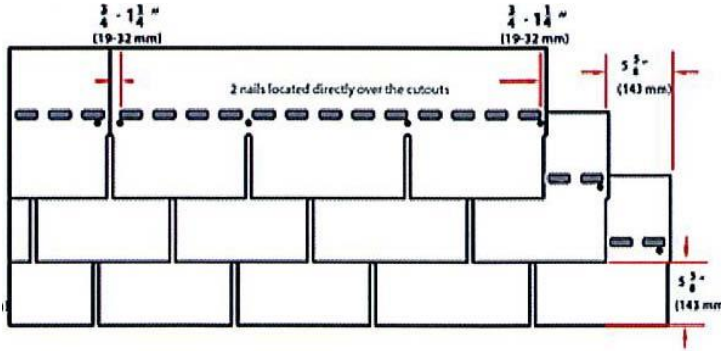 3/4 - 1 1/4 "
(19-32 mm)
3/4 - 1 1/4 "
(19-32 mm)
2 nails located directly over the cutouts
5 5/8 "
(143 mm)
5 5/8 "
(143 mm)